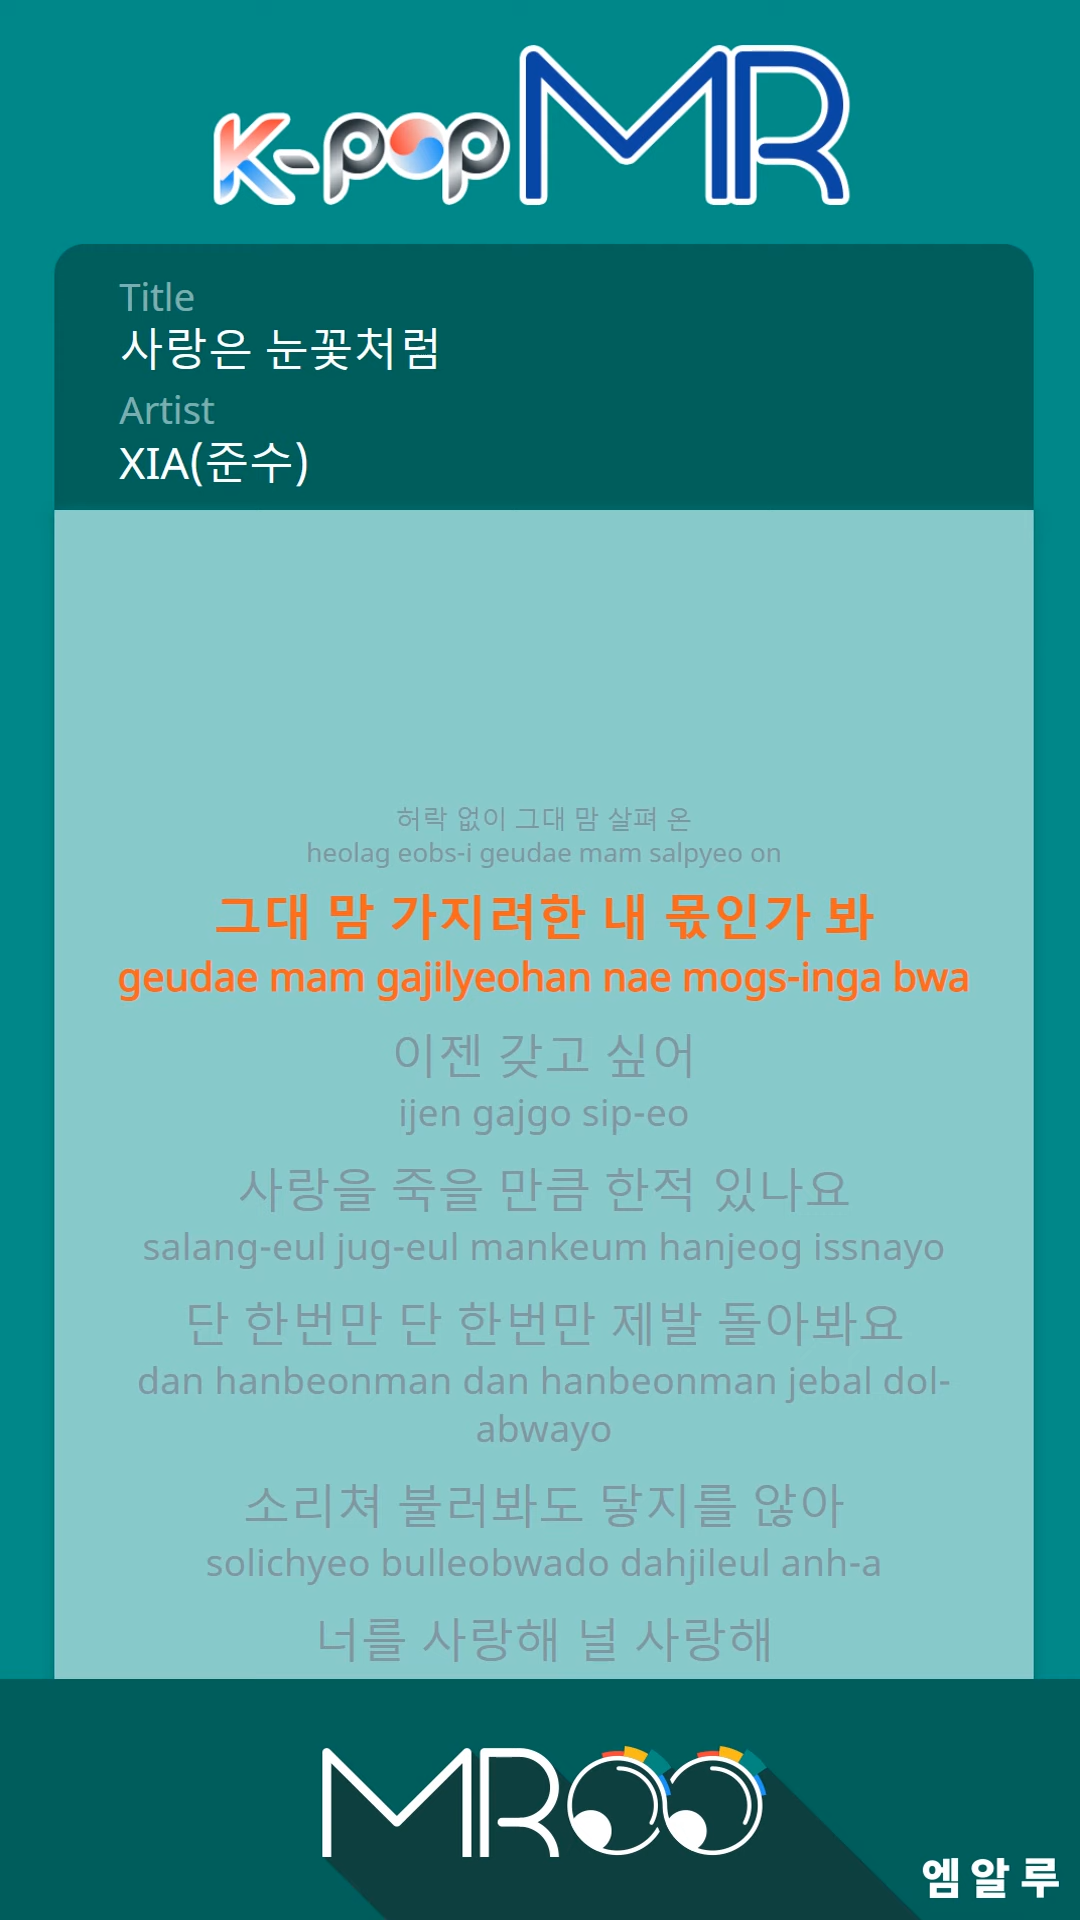 K-pop MR
Title
사랑은 눈꽃처럼
Artist
XIA(준수)
허락 없이 그대 맘 살펴 온
heolag eobs-i geudae mam salpyeo on
그대 맘 가지려한 내 몫인가 봐
geudae mam gajilyeohan nae mogs-inga bwa
이젠 갖고 싶어
ijen gajgo sip-eo
사랑을 죽을 만큼 한적 있나요
salang-eul jug-eul mankeum hanjeog issnayo
단 한번만 단 한번만 제발 돌아봐요
dan hanbeonman dan hanbeonman jebal dol-
abwayo
소리쳐 불러봐도 닿지를 않아
solichyeo bulleobwado dahjileul anh-a
너를 사랑해 널 사랑해
MROO
엠알루